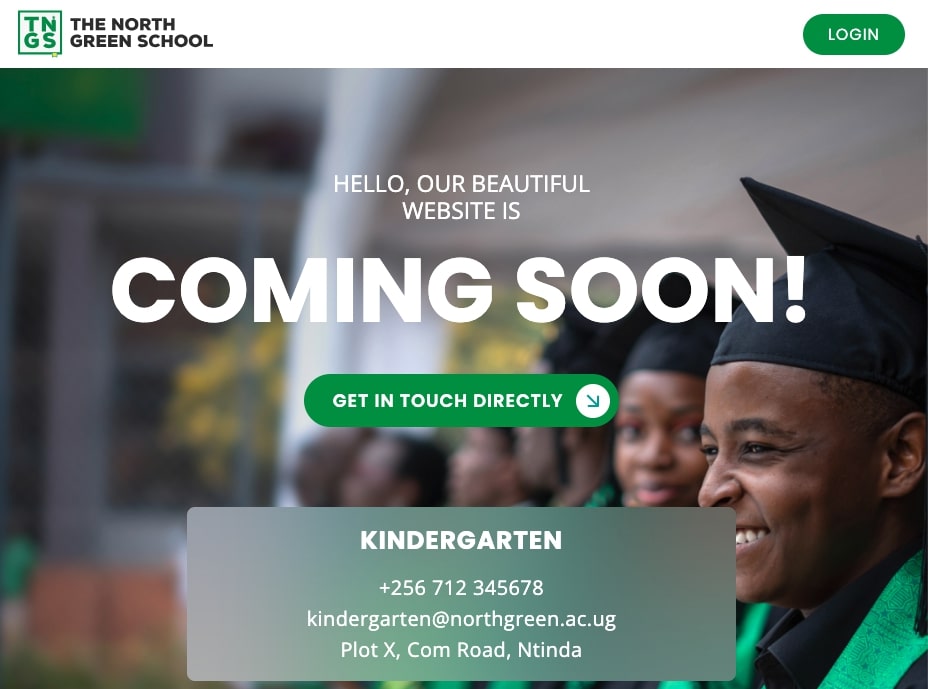 TN
GS
THE NORTH
GREEN SCHOOL
LOGIN
HELLO, OUR BEAUTIFUL
WEBSITE IS
COMING SOON!
GET IN TOUCH DIRECTLY
KINDERGARTEN
+256 712 345678
kindergarten@northgreen.ac.ug
Plot X, Com Road, Ntinda